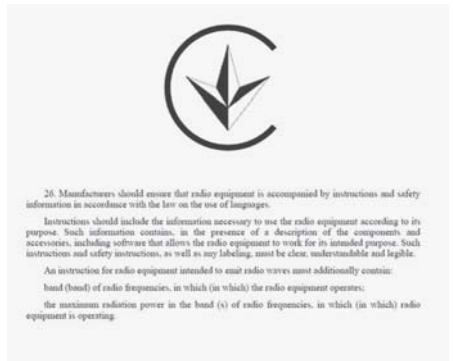 26. Manufacturers should ensure that radio equipment is accompanied by instructions and safety
information in accordance with the law on the use of languages.
Instructions should include the information necessary to use the radio equipment according to its
purpose. Such information contains, in the presence of a description of the components and
accessories, including software that allows the radio equipment to work for its intended purpose. Such
instructions and safety instructions, as well as any labeling, must be clear, understandable and legible.
An instruction for radio equipment intended to emit radio waves must additionally contain:
band (band) of radio frequencies, in which (in which) the radio equipment operates;
the maximum radiation power in the band (s) of radio frequencies, in which (in which) radio
equipment is operating.